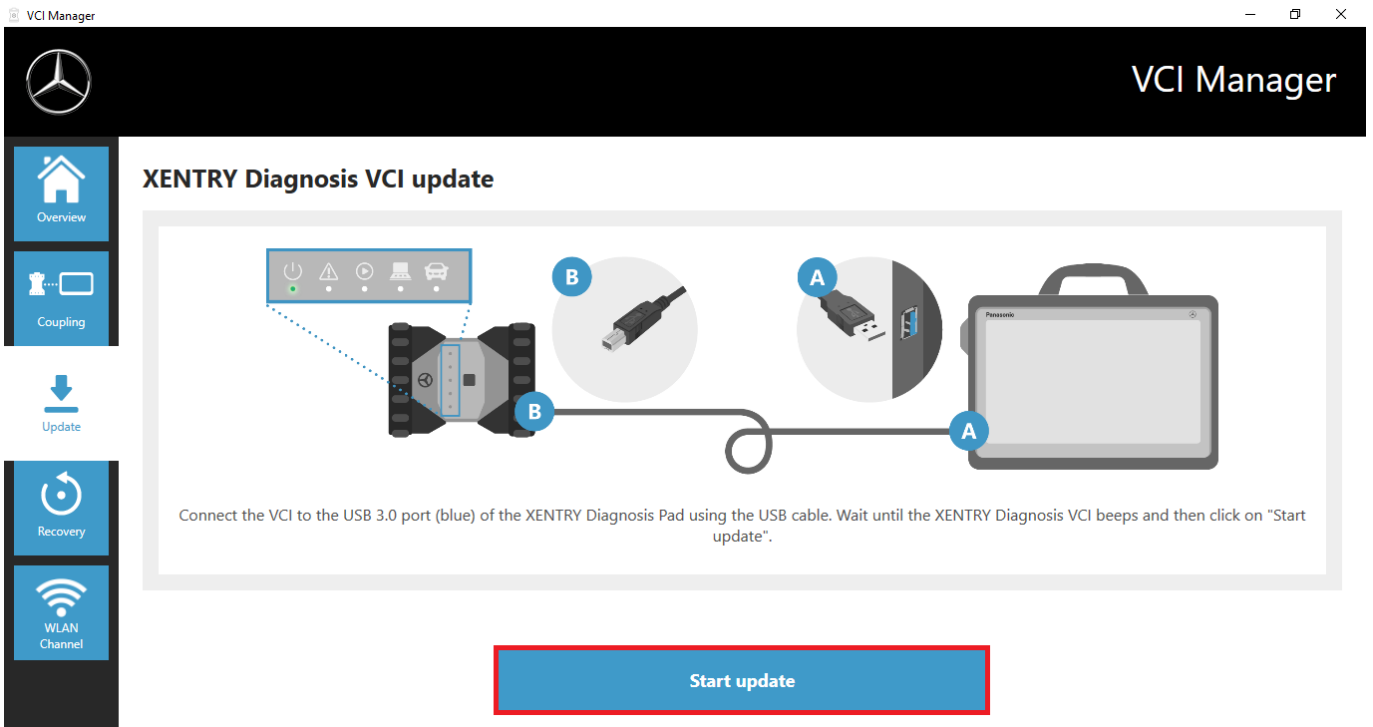 VCI Manager
VCI Manager
Overview
Coupling
Update
Recovery
WLAN
Channel
XENTRY Diagnosis VCI update
B
A
Panasonic
B
A
Connect the VCI to the USB 3.0 port (blue) of the XENTRY Diagnosis Pad using the USB cable. Wait until the XENTRY Diagnosis VCI beeps and then click on "Start
update".
Start update